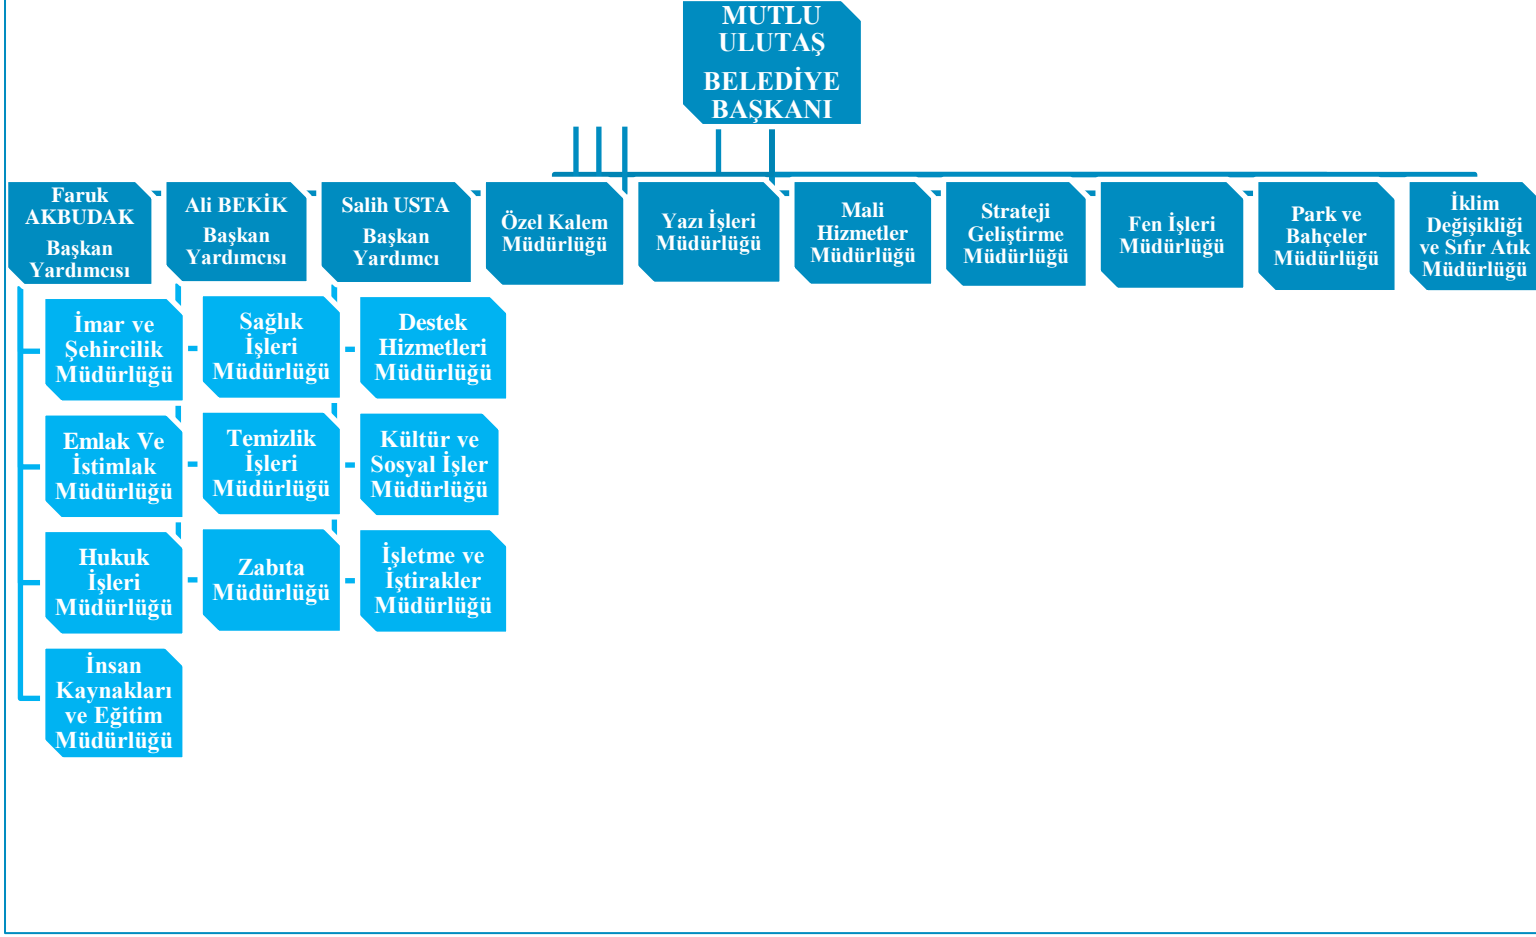 MUTLU
ULUTAŞ
BELEDİYE
BAŞKANI
Faruk
AKBUDAK
Başkan
Yardımcısı
Ali BEKİK
Başkan
Yardımcısı
Salih USTA
Başkan
Yardımcı
Özel Kalem
Müdürlüğü
Yazı İşleri
Müdürlüğü
Mali
Hizmetler
Müdürlüğü
Strateji
Geliştirme
Müdürlüğü
Fen İşleri
Müdürlüğü
Park ve
Bahçeler
Müdürlüğü
İklim
Değişikliği
ve Sıfır Atık
Müdürlüğü
İmar ve
Şehircilik
Müdürlüğü
Sağlık
İşleri
Müdürlüğü
Destek
Hizmetleri
Müdürlüğü
Emlak Ve
İstimlak
Müdürlüğü
Temizlik
İşleri
Müdürlüğü
Kültür ve
Sosyal İşler
Müdürlüğü
Hukuk
İşleri
Müdürlüğü
Zabıta
Müdürlüğü
İşletme ve
İştirakler
Müdürlüğü
İnsan
Kaynakları
ve Eğitim
Müdürlüğü